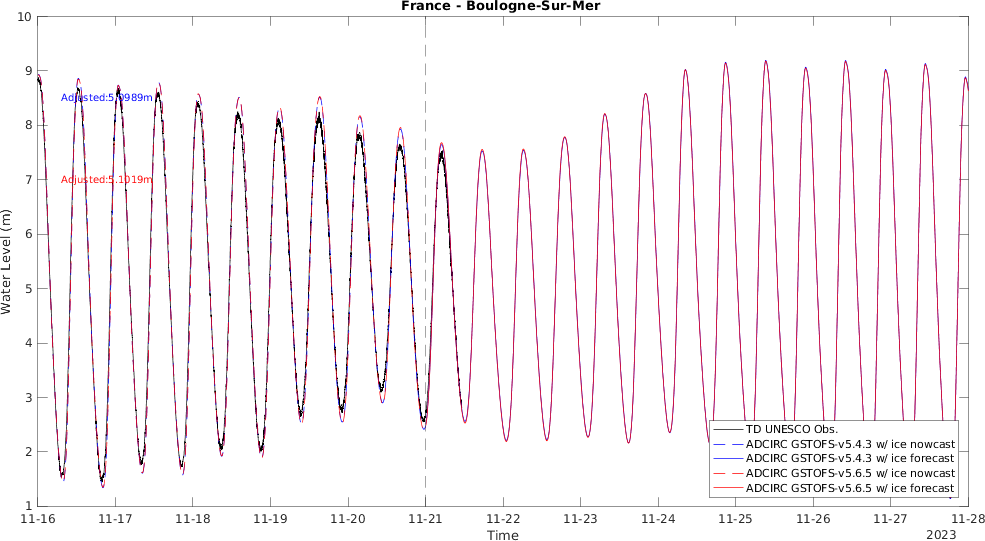 France - Boulogne-Sur-Mer
10
9
8
7
6
5
4
3
2
1
Water Level (m)
Adjusted:5.0989m
Adjusted:5.1019m
TD UNESCO Obs.
ADCIRC GSTOFS-v5.4.3 w/ ice nowcast
ADCIRC GSTOFS-v5.4.3 w/ ice forecast
ADCIRC GSTOFS-v5.6.5 w/ ice nowcast
ADCIRC GSTOFS-v5.6.5 w/ ice forecast
11-16 11-17 11-18 11-19 11-20 11-21 11-22 11-23 11-24 11-25 11-26 11-27 11-28
Time
2023